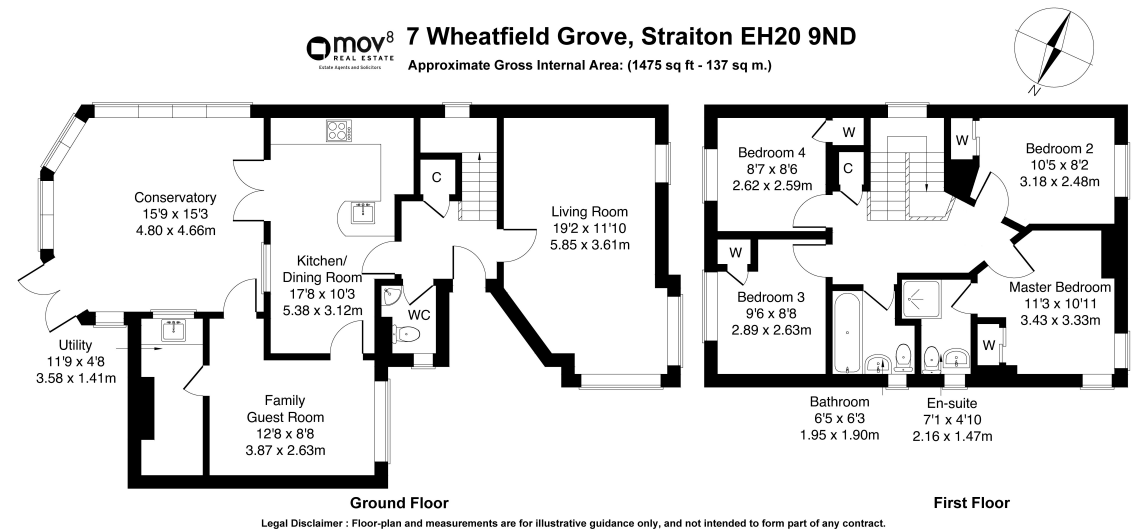 mov8
REAL ESTATE
Estate Agents and Solicitors
7 Wheatfield Grove, Straiton EH20 9ND
Approximate Gross Internal Area: (1475 sq ft - 137 sq m.)
N
Conservatory
15'9 x 15'3
4.80 x 4.66m
Kitchen/
Dining Room
17'8 x 10'3
5.38 x 3.12m
C
Living Room
19'2 x 11'10
5.85 x 3.61m
WC
Utility
11'9 x 4'8
3.58 x 1.41m
Family
Guest Room
12'8 x 8'8
3.87 x 2.63m
Ground Floor
Bedroom 4
8'7 x 8'6
2.62 x 2.59m
W
C
W
Bedroom 2
10'5 x 8'2
3.18 x 2.48m
W
Bedroom 3
9'6 x 8'8
2.89 x 2.63m
Master Bedroom
11'3 x 10'11
3.43 x 3.33m
W
Bathroom
6'5 x 6'3
1.95 x 1.90m
En-suite
7'1 x 4'10
2.16 x 1.47m
First Floor
Legal Disclaimer : Floor-plan and measurements are for illustrative guidance only, and not intended to form part of any contract.